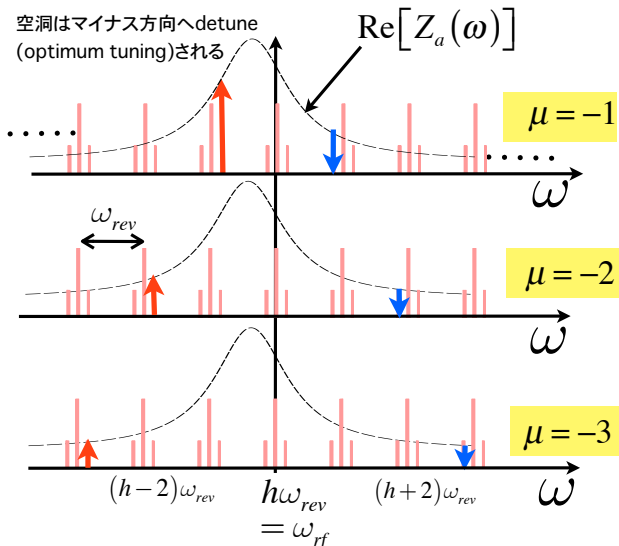 空洞はマイナス方向へdetune
(optimum tuning)される
Re[Z_a(ω)]
μ = −1
ω
ω_rev
μ = −2
ω
μ = −3
(h − 2)ω_rev
hω_rev
(h + 2)ω_rev
ω
= ω_rf